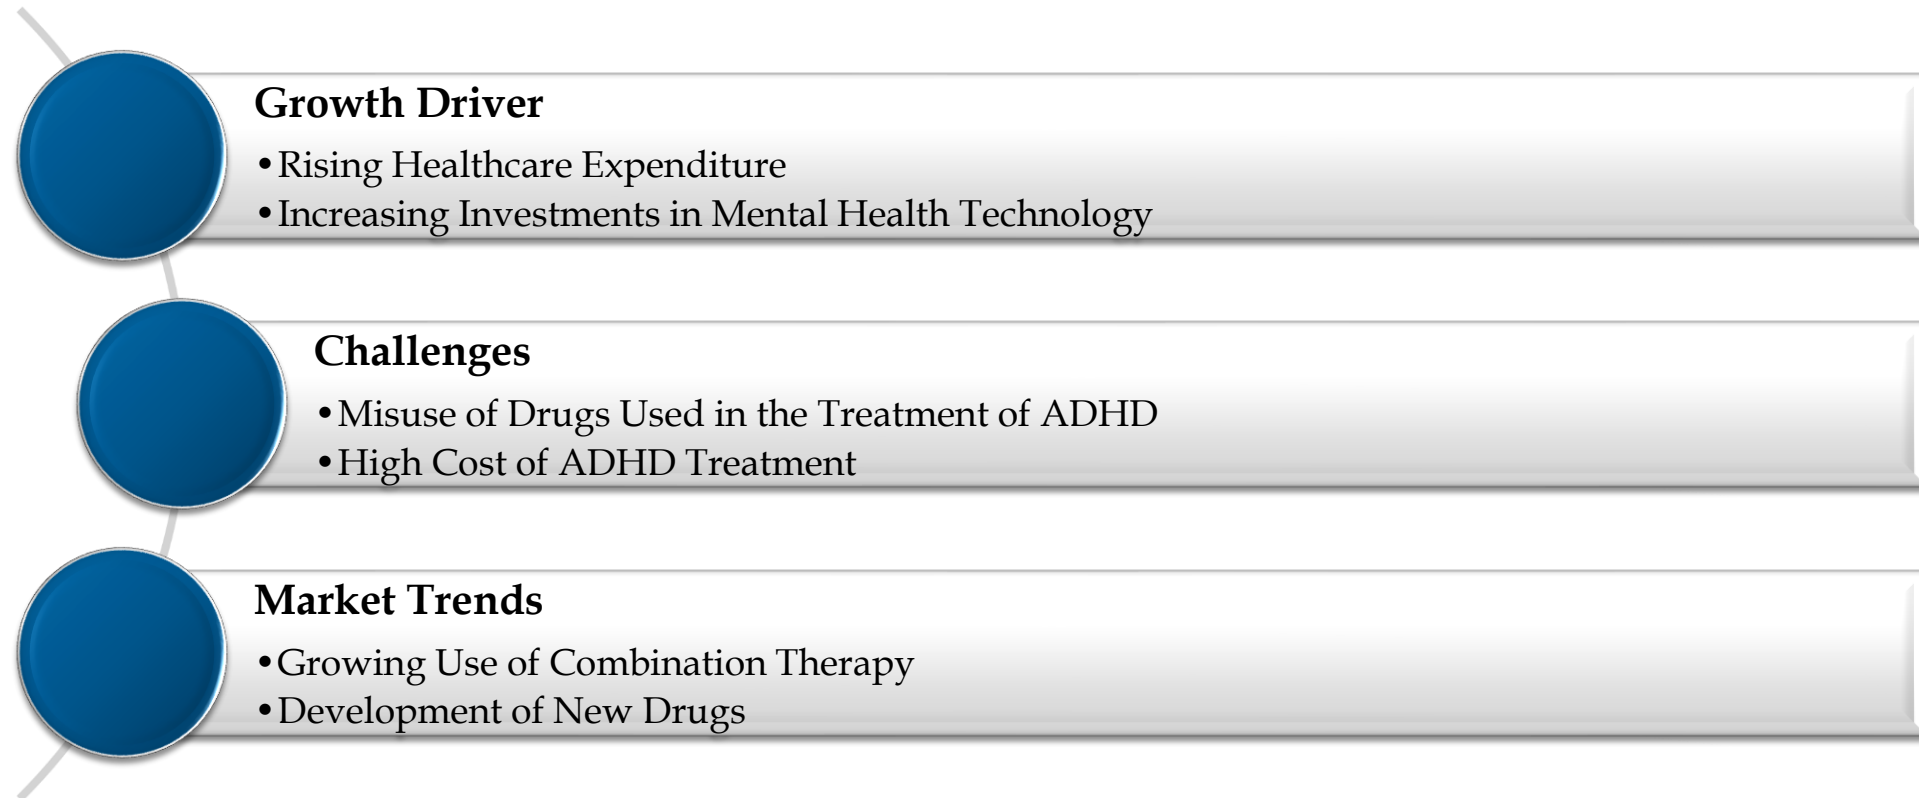 Growth Driver
•Rising Healthcare Expenditure
•Increasing Investments in Mental Health Technology
Challenges
•Misuse of Drugs Used in the Treatment of ADHD
•High Cost of ADHD Treatment
Market Trends
•Growing Use of Combination Therapy
•Development of New Drugs